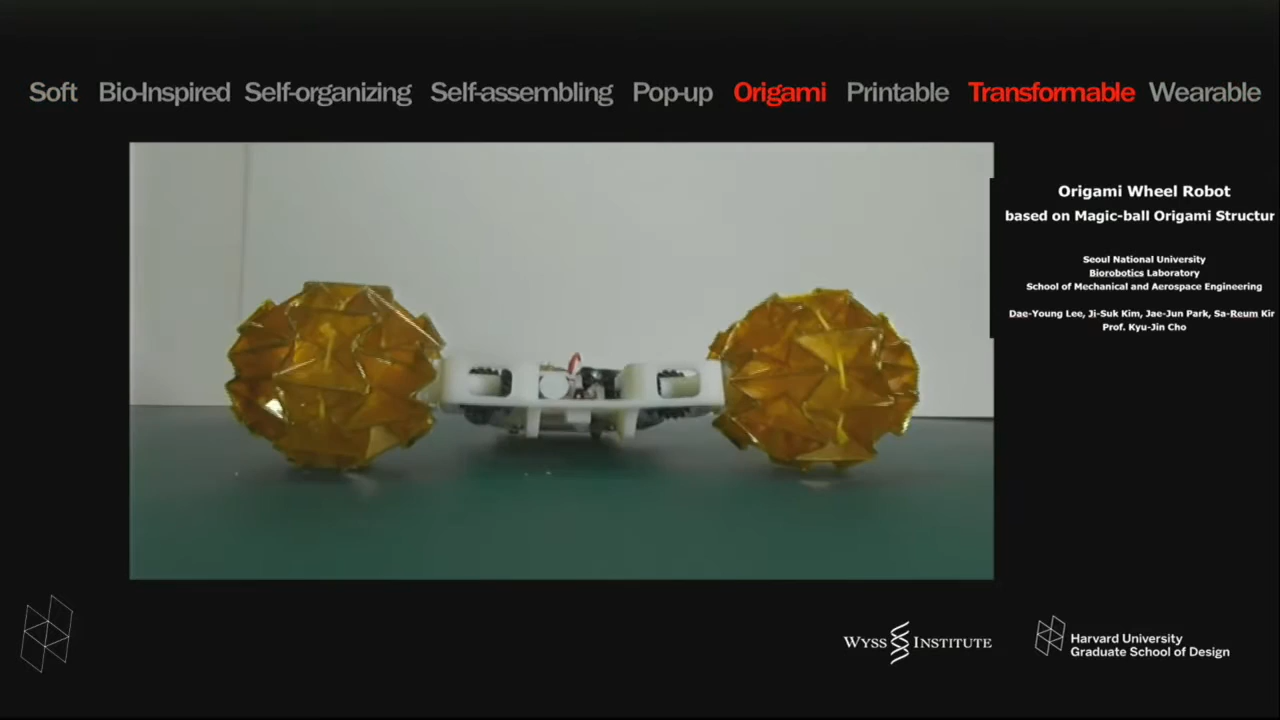 Soft Bio-Inspired Self-organizing Self-assembling Pop-up Origami Printable Transformable Wearable
Origami Wheel Robot
based on Magic-ball Origami Structur
Seoul National University
Biorobotics Laboratory
School of Mechanical and Aerospace Engineering
Dae-Young Lee, Ji-Suk Kim, Jae-Jun Park, Sa-Reum Kir
Prof. Kyu-Jin Cho
WYSS INSTITUTE
Harvard University
Graduate School of Design